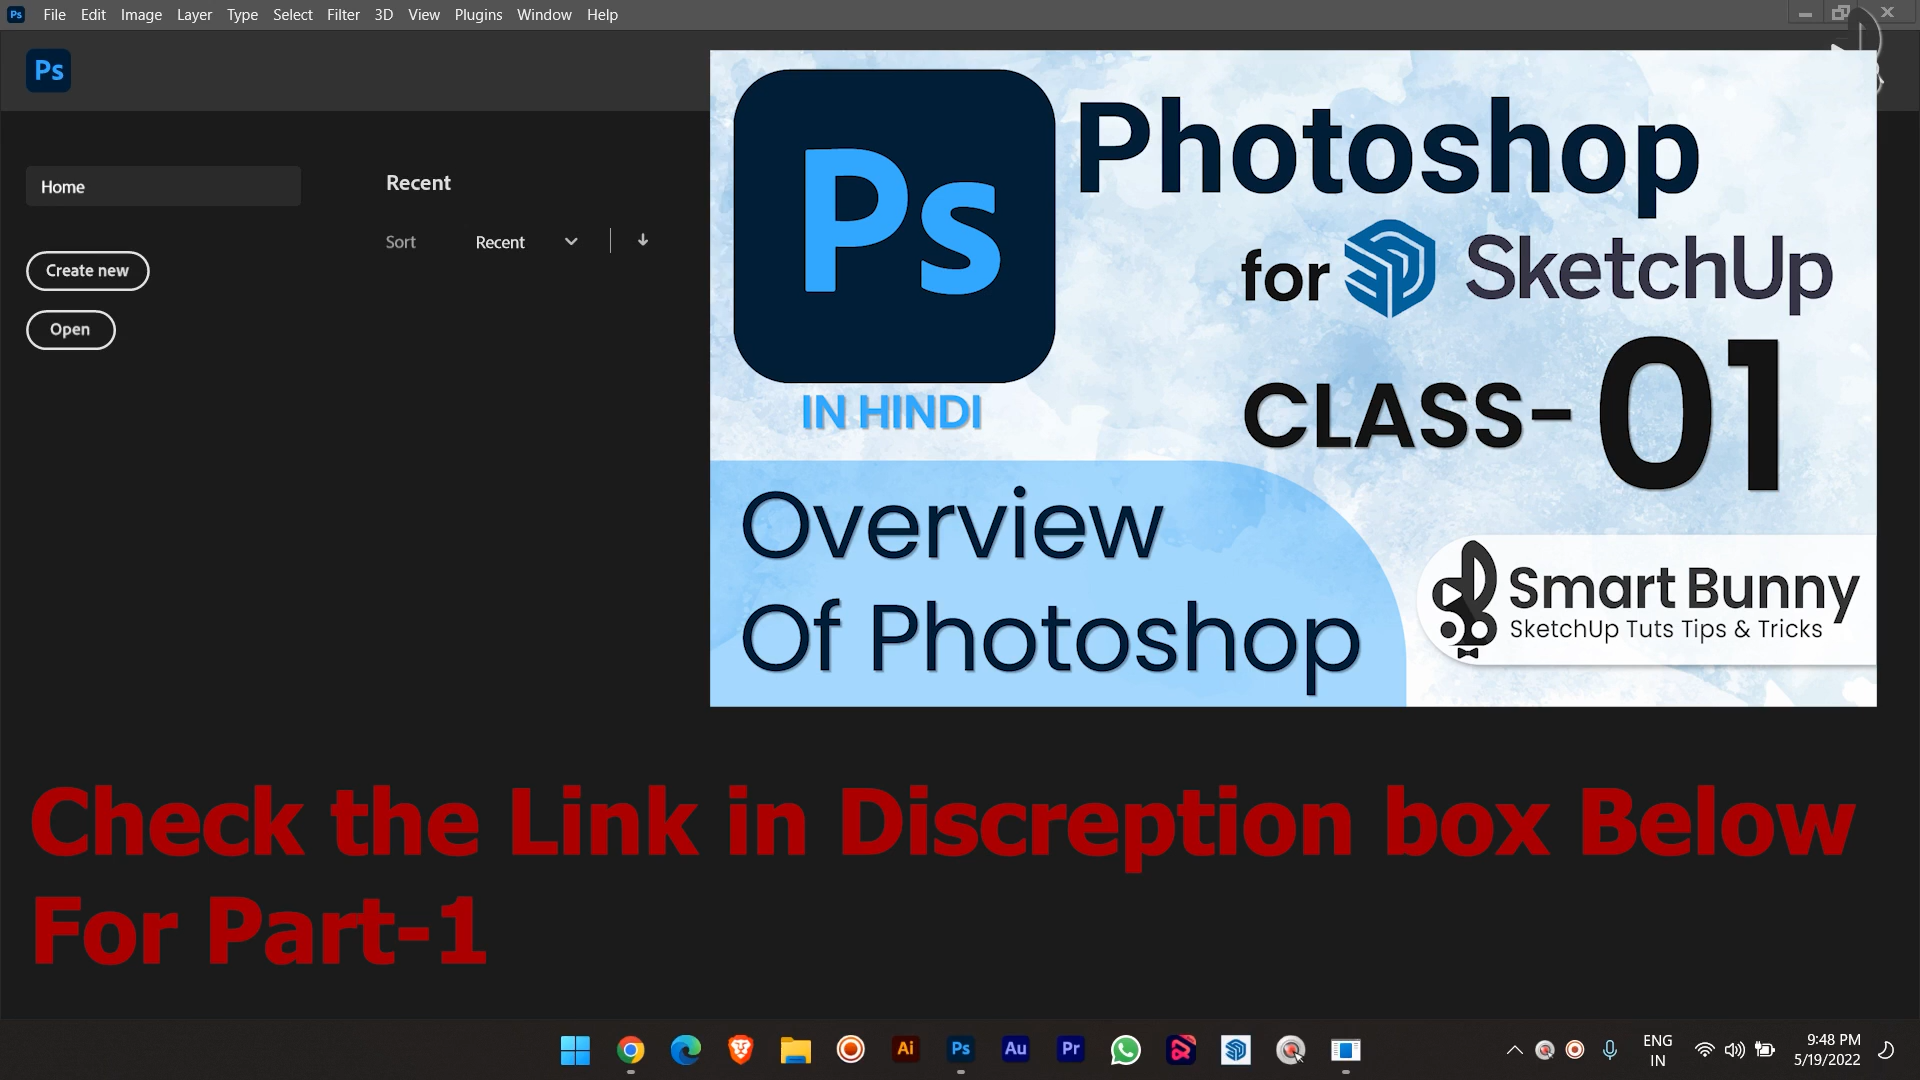 Ps File Edit Image Layer Type Select Filter 3D View Plugins Window Help
Ps
Home
Create new
Open
Recent
Sort Recent
Ps
IN HINDI
Photoshop
for SketchUp
CLASS-01
Overview
Of Photoshop
Smart Bunny
SketchUp Tuts Tips & Tricks
Check the Link in Discreption box Below
For Part-1
Ai Ps Au Pr
ENG
IN
9:48 PM
5/19/2022